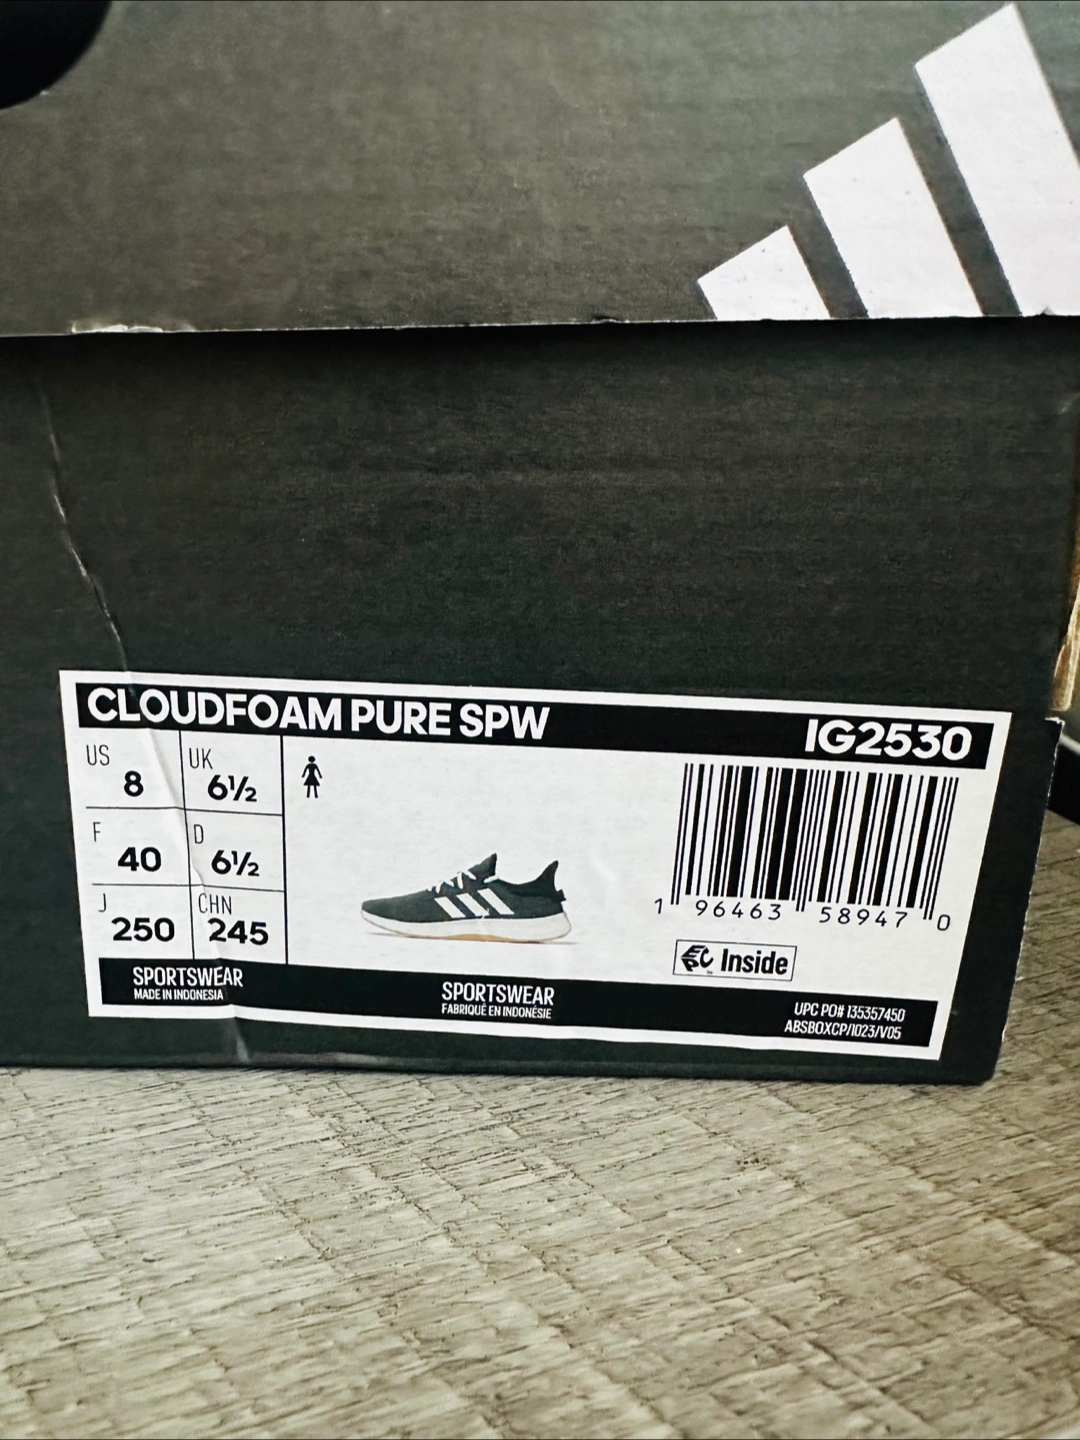 CLOUDFOAM PURE SPW IG2530
US 8 UK 6½
F 40 D 6½
J 250 CHN 245
1 96463 58947 0
EPC Inside
SPORTSWEAR
MADE IN INDONESIA
SPORTSWEAR
FABRIQUÉ EN INDONÉSIE
UPC PO# 135357450
ABSBOXCP/1023/V05